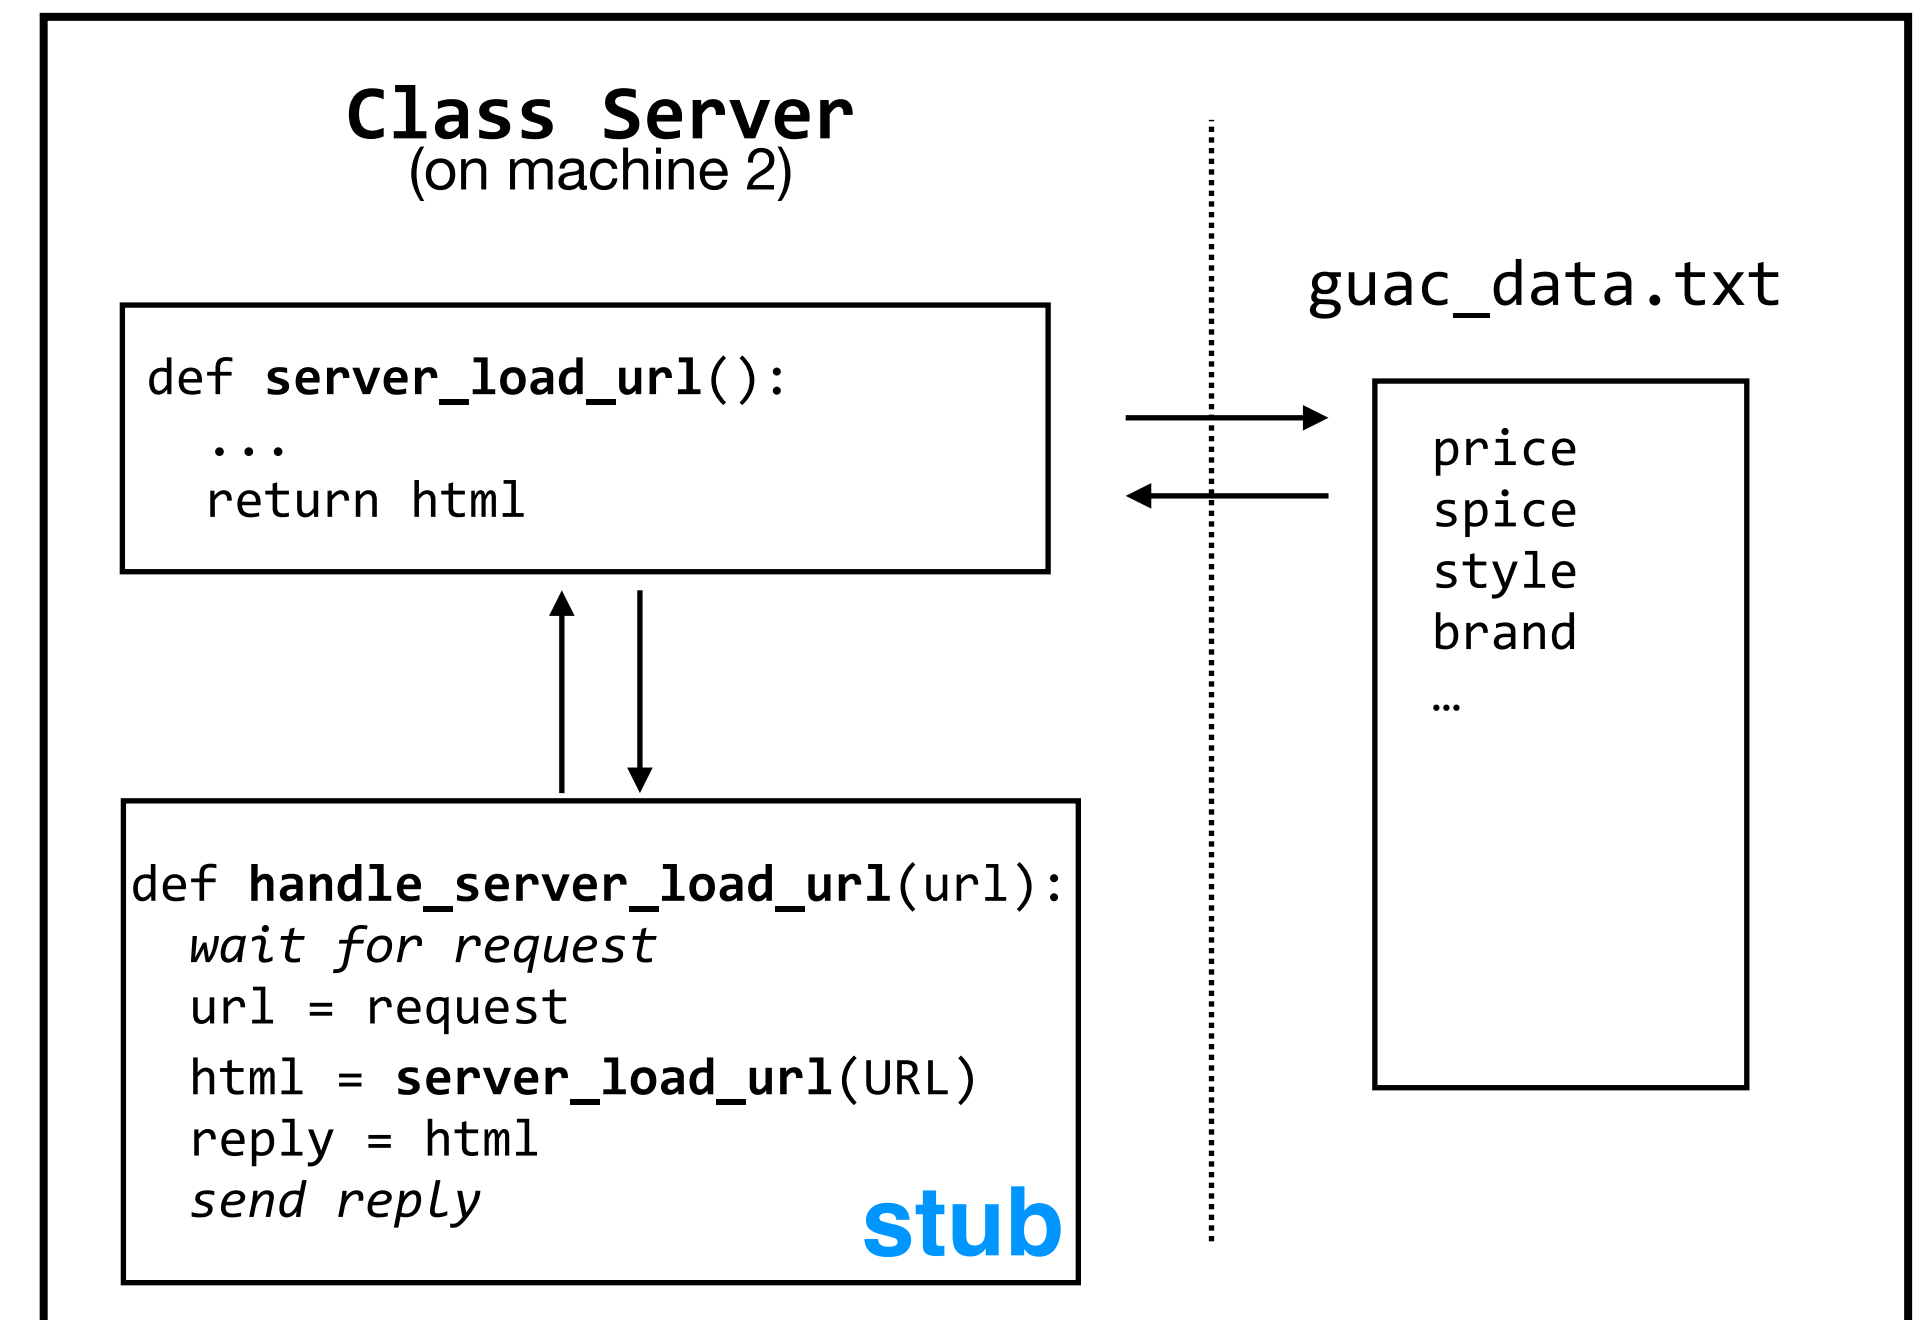 Class Server
(on machine 2)
def server_load_url():
...
return html
def handle_server_load_url(url):
wait for request
url = request
html = server_load_url(URL)
reply = html
send reply
stub
guac_data.txt
price
spice
style
brand
…